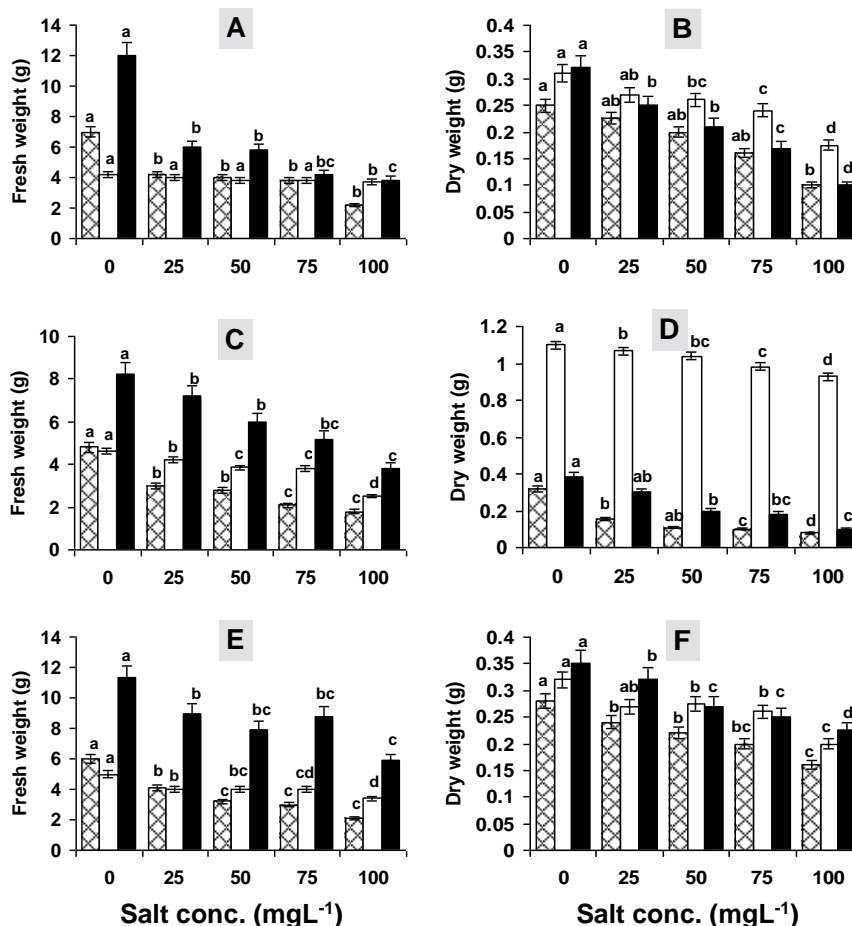 A
Fresh weight (g)
14
12
10
8
6
4
2
0
a a a
b a b
b a b
b a bc
b b c
0 25 50 75 100
B
Dry weight (g)
0.4
0.35
0.3
0.25
0.2
0.15
0.1
0.05
0
a a a
ab ab b
ab bc b
ab c c
b d d
0 25 50 75 100
C
Fresh weight (g)
10
8
6
4
2
0
a a a
b b b
b c b
c c bc
c d c
0 25 50 75 100
D
Dry weight (g)
1.2
1
0.8
0.6
0.4
0.2
0
a a a
b b ab
ab bc b
c c bc
d d c
0 25 50 75 100
E
Fresh weight (g)
14
12
10
8
6
4
2
0
a a a
b b b
c bc bc
c cd bc
c d c
0 25 50 75 100
Salt conc. (mgL⁻¹)
F
Dry weight (g)
0.4
0.35
0.3
0.25
0.2
0.15
0.1
0.05
0
a a a
b ab b
b b c
bc b c
c c d
0 25 50 75 100
Salt conc. (mgL⁻¹)